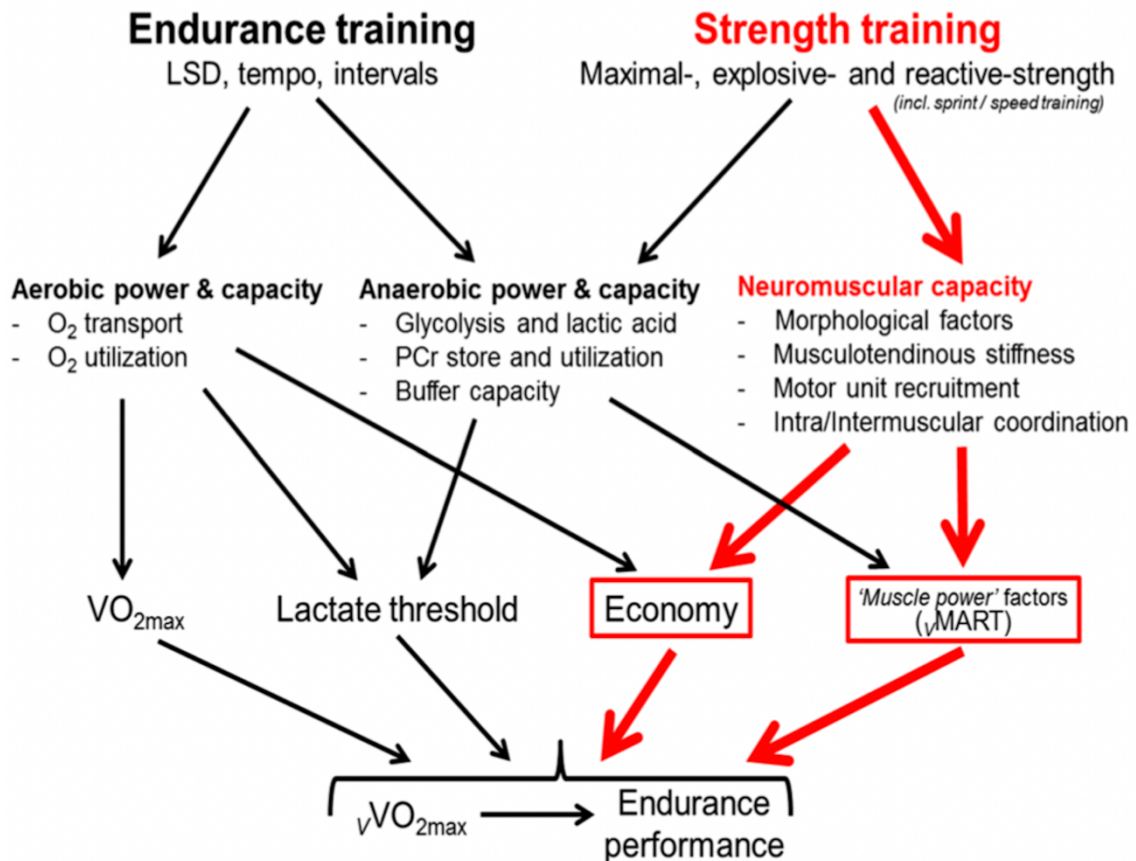 Endurance training
LSD, tempo, intervals
Strength training
Maximal-, explosive- and reactive-strength
(incl. sprint / speed training)
Aerobic power & capacity
- O₂ transport
- O₂ utilization
Anaerobic power & capacity
- Glycolysis and lactic acid
- PCr store and utilization
- Buffer capacity
Neuromuscular capacity
- Morphological factors
- Musculotendinous stiffness
- Motor unit recruitment
- Intra/Intermuscular coordination
VO₂max
Lactate threshold
Economy
‘Muscle power’ factors
(VMART)
VVO₂max
Endurance
performance